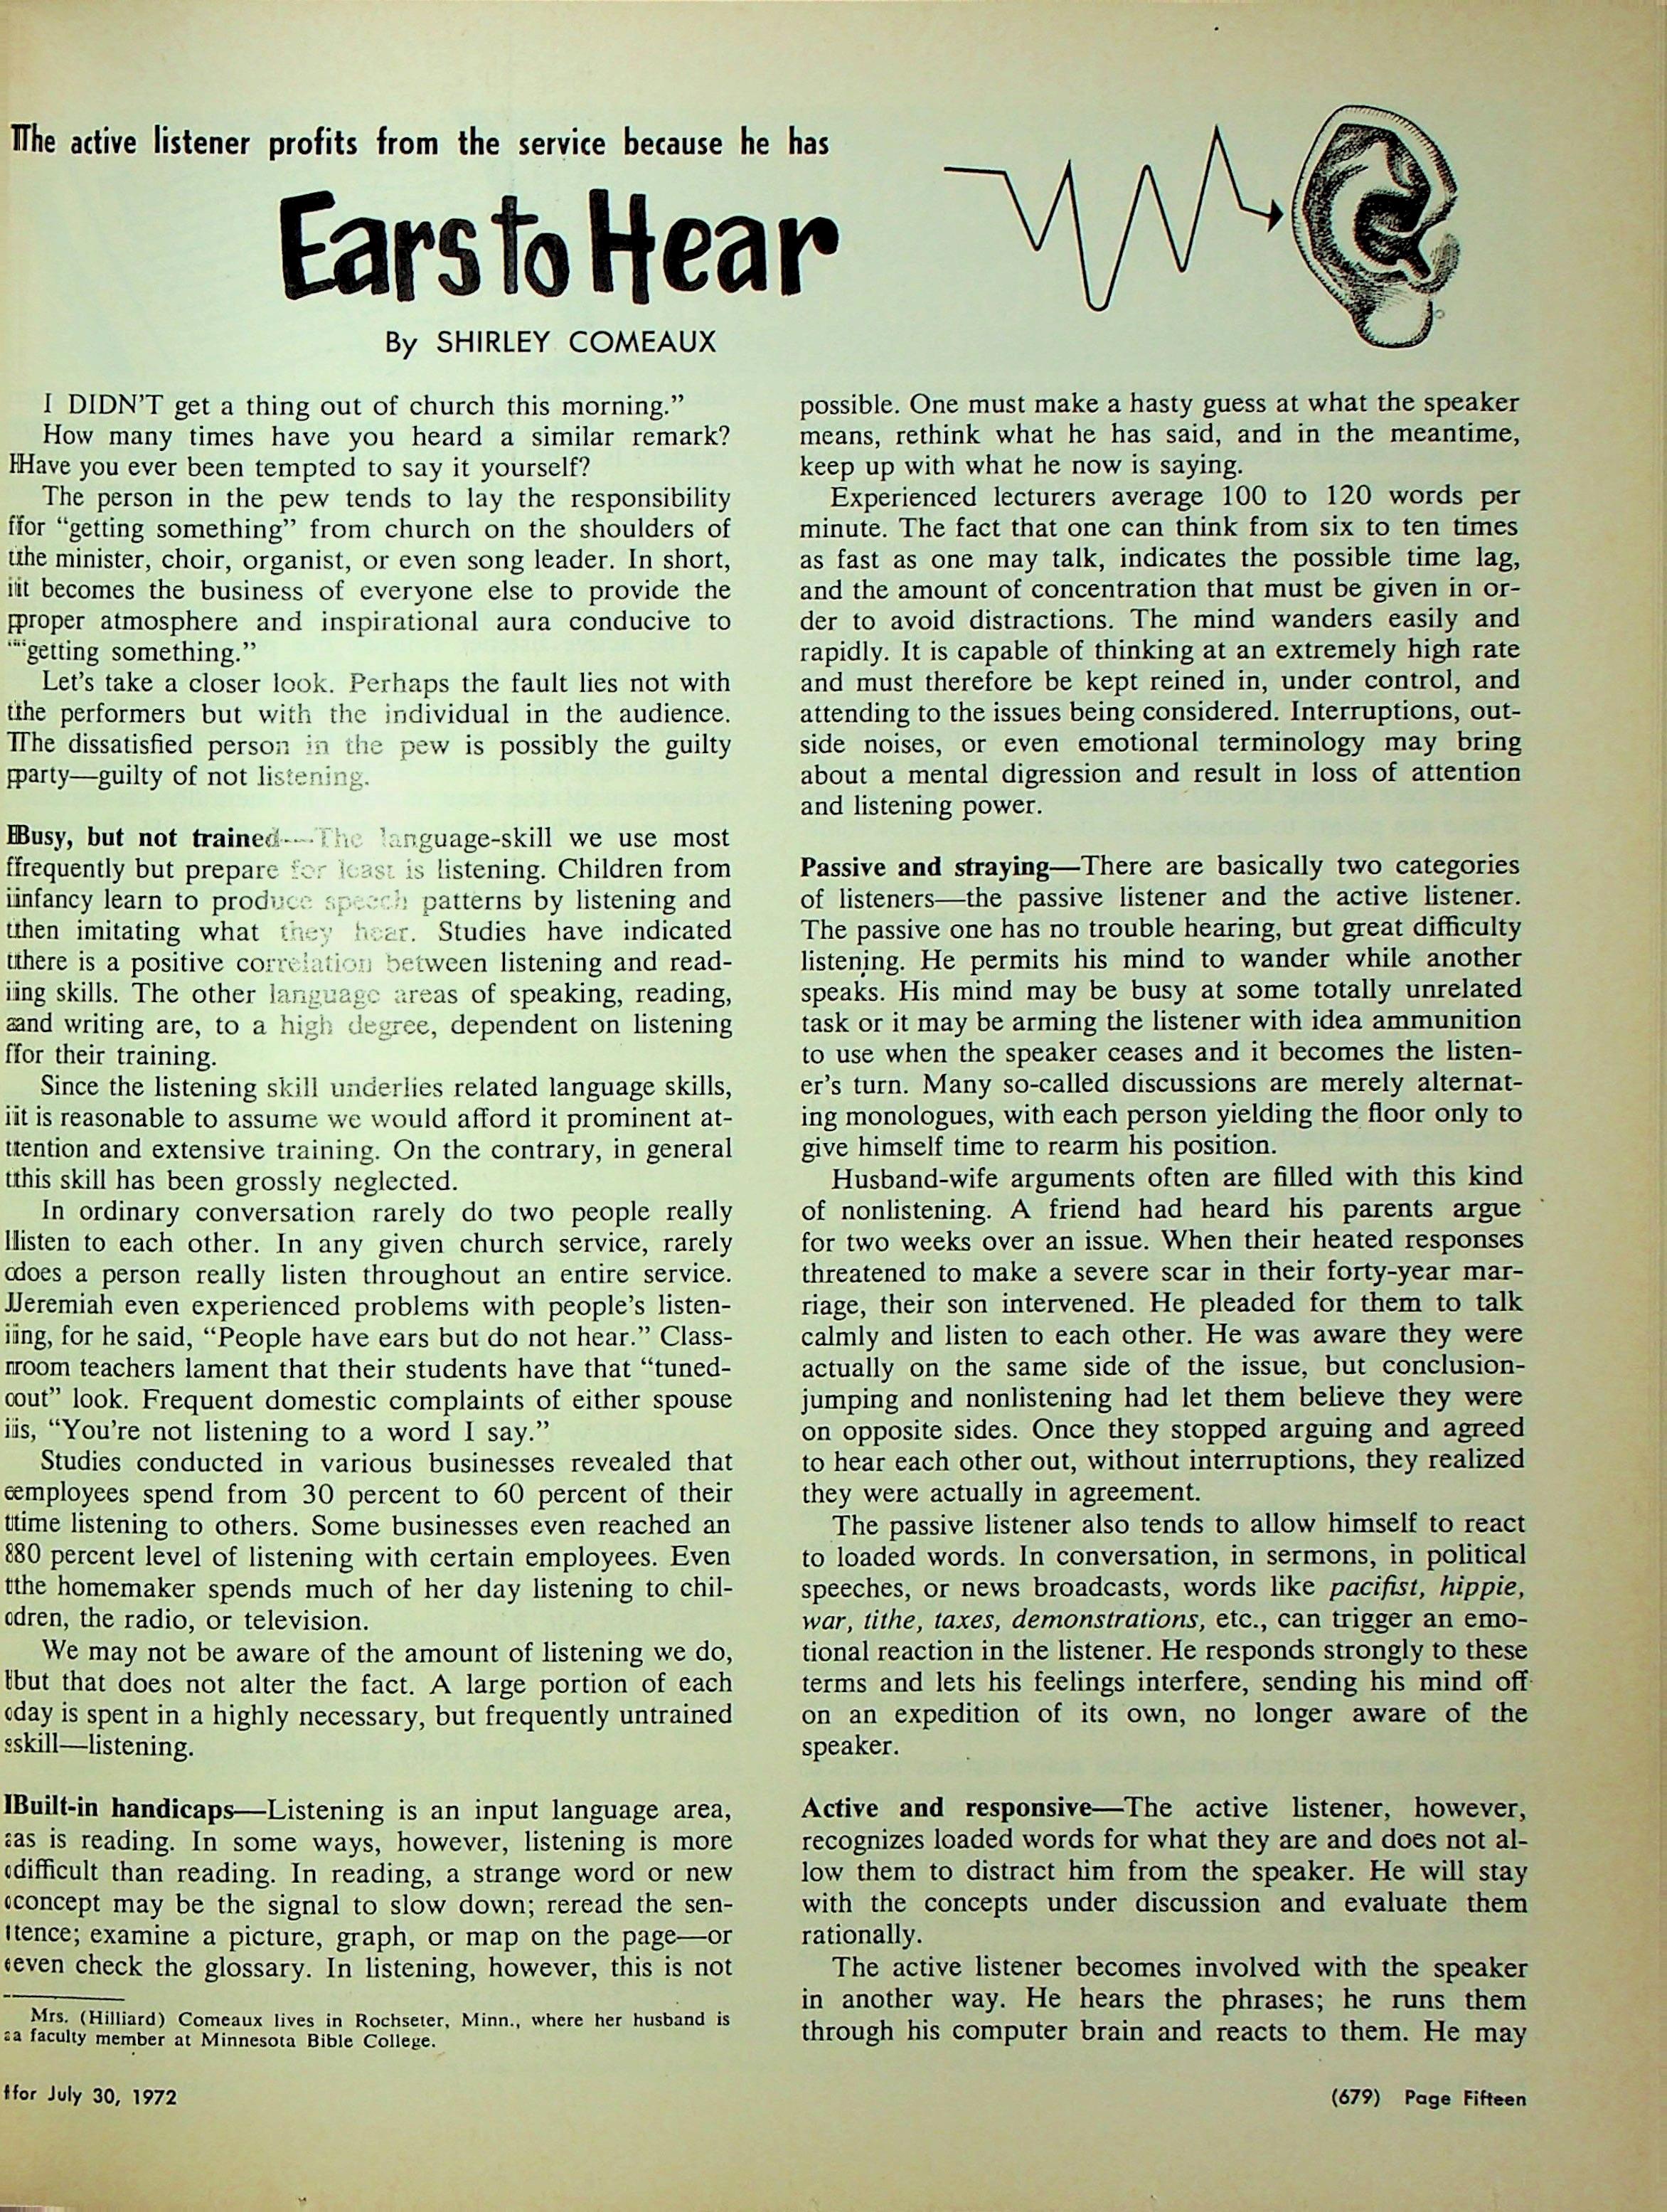 The active listener profits from the service because he has
Ears to Hear
By SHIRLEY COMEAUX
I DIDN'T get a thing out of church this morning."
How many times have you heard a similar remark?
Have you ever been tempted to say it yourself?
The person in the pew tends to lay the responsibility
for "getting something" from church on the shoulders of
the minister, choir, organist, or even song leader. In short,
it becomes the business of everyone else to provide the
proper atmosphere and inspirational aura conducive to
"getting something."
Let's take a closer look. Perhaps the fault lies not with
the performers but with the individual in the audience.
The dissatisfied person in the pew is possibly the guilty
party—guilty of not listening.
Busy, but not trained—The language-skill we use most
frequently but prepare for least is listening. Children from
infancy learn to produce speech patterns by listening and
then imitating what they hear. Studies have indicated
there is a positive correlation between listening and read-
ing skills. The other language areas of speaking, reading,
and writing are, to a high degree, dependent on listening
for their training.
Since the listening skill underlies related language skills,
it is reasonable to assume we would afford it prominent at-
tention and extensive training. On the contrary, in general
this skill has been grossly neglected.
In ordinary conversation rarely do two people really
listen to each other. In any given church service, rarely
does a person really listen throughout an entire service.
Jeremiah even experienced problems with people's listen-
ing, for he said, "People have ears but do not hear." Class-
room teachers lament that their students have that "tuned-
out" look. Frequent domestic complaints of either spouse
is, "You're not listening to a word I say."
Studies conducted in various businesses revealed that
employees spend from 30 percent to 60 percent of their
time listening to others. Some businesses even reached an
80 percent level of listening with certain employees. Even
the homemaker spends much of her day listening to chil-
dren, the radio, or television.
We may not be aware of the amount of listening we do,
but that does not alter the fact. A large portion of each
day is spent in a highly necessary, but frequently untrained
skill—listening.
Built-in handicaps—Listening is an input language area,
as is reading. In some ways, however, listening is more
difficult than reading. In reading, a strange word or new
concept may be the signal to slow down; reread the sen-
tence; examine a picture, graph, or map on the page—or
even check the glossary. In listening, however, this is not
Mrs. (Hilliard) Comeaux lives in Rochseter, Minn., where her husband is
a faculty member at Minnesota Bible College.
possible. One must make a hasty guess at what the speaker
means, rethink what he has said, and in the meantime,
keep up with what he now is saying.
Experienced lecturers average 100 to 120 words per
minute. The fact that one can think from six to ten times
as fast as one may talk, indicates the possible time lag,
and the amount of concentration that must be given in or-
der to avoid distractions. The mind wanders easily and
rapidly. It is capable of thinking at an extremely high rate
and must therefore be kept reined in, under control, and
attending to the issues being considered. Interruptions, out-
side noises, or even emotional terminology may bring
about a mental digression and result in loss of attention
and listening power.
Passive and straying—There are basically two categories
of listeners—the passive listener and the active listener.
The passive one has no trouble hearing, but great difficulty
listening. He permits his mind to wander while another
speaks. His mind may be busy at some totally unrelated
task or it may be arming the listener with idea ammunition
to use when the speaker ceases and it becomes the listen-
er's turn. Many so-called discussions are merely alternat-
ing monologues, with each person yielding the floor only to
give himself time to rearm his position.
Husband-wife arguments often are filled with this kind
of nonlistening. A friend had heard his parents argue
for two weeks over an issue. When their heated responses
threatened to make a severe scar in their forty-year mar-
riage, their son intervened. He pleaded for them to talk
calmly and listen to each other. He was aware they were
actually on the same side of the issue, but conclusion-
jumping and nonlistening had let them believe they were
on opposite sides. Once they stopped arguing and agreed
to hear each other out, without interruptions, they realized
they were actually in agreement.
The passive listener also tends to allow himself to react
to loaded words. In conversation, in sermons, in political
speeches, or news broadcasts, words like pacifist, hippie,
war, tithe, taxes, demonstrations, etc., can trigger an emo-
tional reaction in the listener. He responds strongly to these
terms and lets his feelings interfere, sending his mind off
on an expedition of its own, no longer aware of the
speaker.
Active and responsive—The active listener, however,
recognizes loaded words for what they are and does not al-
low them to distract him from the speaker. He will stay
with the concepts under discussion and evaluate them
rationally.
The active listener becomes involved with the speaker
in another way. He hears the phrases; he runs them
through his computer brain and reacts to them. He may
for July 30, 1972
(679) Page Fifteen